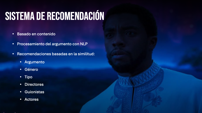 SISTEMA DE RECOMENDACIÓN
• Basado en contenido
• Procesamiento del argumento con NLP
• Recomendaciones basadas en la similitud:
• Argumento
• Género
• Tipo
• Directores
• Guionistas
• Actores